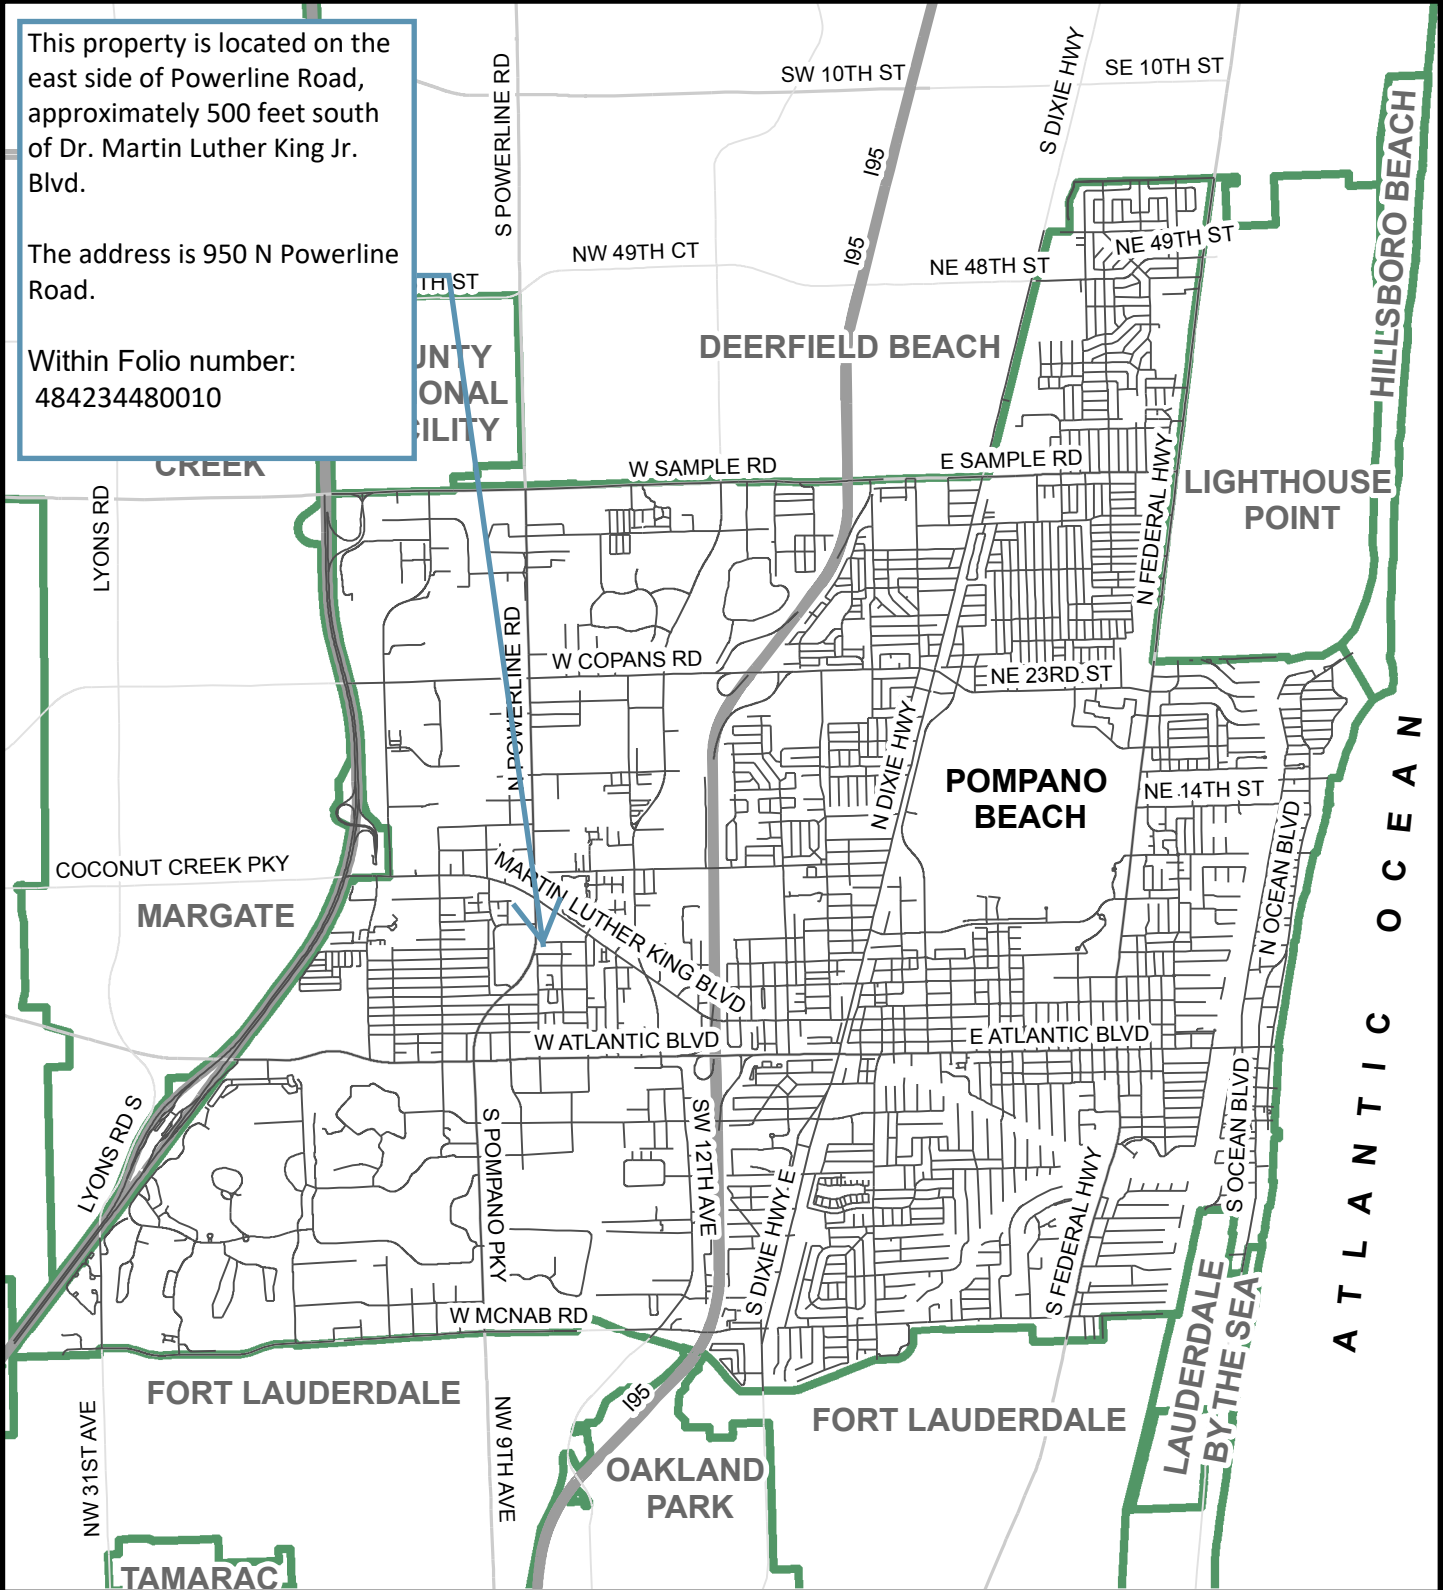 This property is located on the
east side of Powerline Road,
approximately 500 feet south
of Dr. Martin Luther King Jr.
Blvd.
The address is 950 N Powerline
Road.
Within Folio number:
484234480010
SW 10TH ST
SE 10TH ST
S POWERLINE RD
S DIXIE HWY
I95
I95
HILLSBORO BEACH
NW 49TH CT
NE 48TH ST
NE 49TH ST
TH ST
DEERFIELD BEACH
UNTY
ONAL
CILITY
CREEK
W SAMPLE RD
E SAMPLE RD
LYONS RD
N FEDERAL HWY
LIGHTHOUSE
POINT
N POWERLINE RD
W COPANS RD
NE 23RD ST
N DIXIE HWY
POMPANO
BEACH
NE 14TH ST
COCONUT CREEK PKY
MARTIN LUTHER KING BLVD
MARGATE
N OCEAN BLVD
ATLANTIC OCEAN
W ATLANTIC BLVD
E ATLANTIC BLVD
LYONS RD S
S POMPANO PKY
SW 12TH AVE
S DIXIE HWY E
S FEDERAL HWY
S OCEAN BLVD
W MCNAB RD
LAUDERDALE
BY THE SEA
FORT LAUDERDALE
FORT LAUDERDALE
I95
NW 31ST AVE
NW 9TH AVE
OAKLAND
PARK
TAMARAC